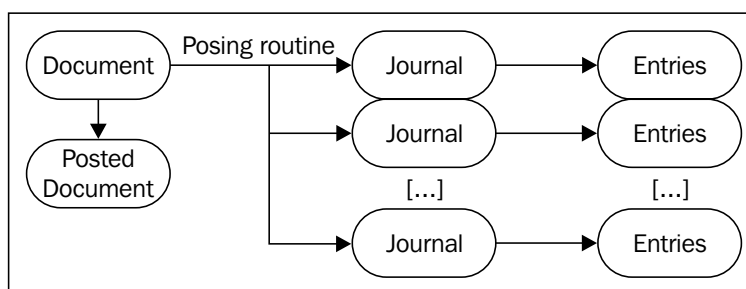 Document
Posing routine
Journal
Entries
Journal
Entries
Posted
Document
[...]
[...]
Journal
Entries